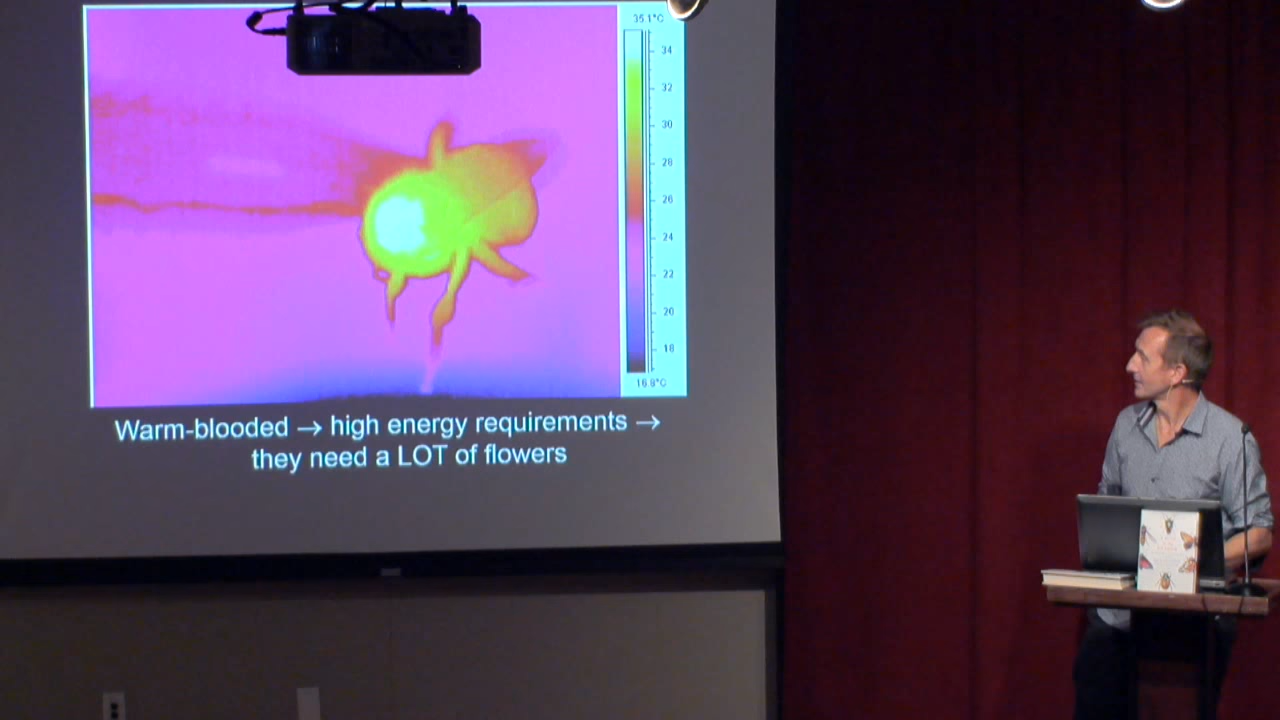 35.1°C
34
32
30
28
26
24
22
20
18
16.9°C
Warm-blooded → high energy requirements →
they need a LOT of flowers